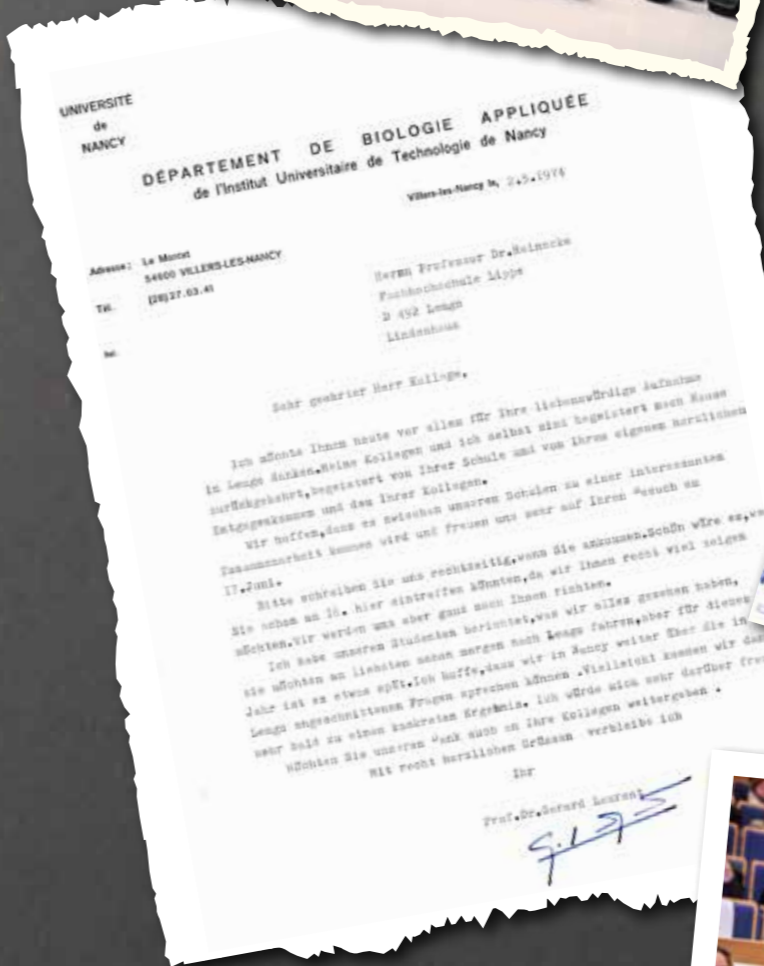 UNIVERSITÉ
de
NANCY
DÉPARTEMENT DE BIOLOGIE APPLIQUÉE
de l'Institut Universitaire de Technologie de Nancy
Villers-les-Nancy le, 2.5.1974
Adresse: Le Montet
54600 VILLERS-LES-NANCY
Tél. (28) 27.03.41
Herrn Professor Dr.Heinecke
Fachhochschule Lippe
D 492 Lemgo
Lindenhaus
Sehr geehrter Herr Kollege,
Ich möchte Ihnen heute vor allem für Ihre liebenswürdige Aufnahme
in Lemgo danken.Meine Kollegen und ich selbst sind begeistert nach Hause
zurückgekehrt,begeistert von Ihrer Schule und von Ihrem eigenen herzlichen
Entgegenkommen und dem Ihrer Kollegen.
Wir hoffen,dass es zwischen unseren Schulen zu einer interessanten
Zusammenarbeit kommen wird und freuen uns sehr auf Ihren esuch am
17.Juni.
Bitte schreiben Sie uns rechtzeitig,wann Sie ankommen.Schön wäre es,we
Sie schon am 16. hier eintreffen könnten,da wir Ihnen recht viel zeigen
möchten.Wir werden uns aber ganz nach Ihnen richten.
Ich habe unseren Studenten berichtet,was wir alles gesehen haben,
sie möchten am liebsten schon morgen nach Lemgo fahren,aber für dieses
Jahr ist es etwas spät.Ich hoffe,dass wir in Nancy weiter über die in
Lemgo angeschnittenen Fragen sprechen können .Vielleicht kommen wir dan
sehr bald zu einem konkreten Ergebnis. Ich würde mich sehr darüber freu
Möchten Sie unseren ank auch an Ihre Kollegen weitergeben .
Mit recht herzlichen Grüssen verbleibe ich
Ihr
Prof.Dr.Gerard Laurent